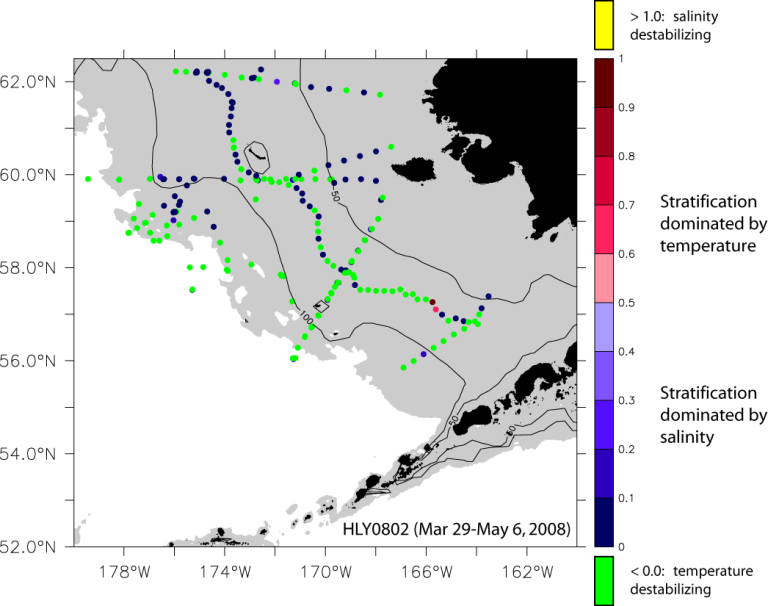 > 1.0: salinity
destabilizing
62.0°N
60.0°N
58.0°N
56.0°N
54.0°N
52.0°N
178°W
174°W
170°W
166°W
162°W
50
100
50
50
HLY0802 (Mar 29-May 6, 2008)
1
0.9
0.8
0.7
0.6
0.5
0.4
0.3
0.2
0.1
0
Stratification
dominated by
temperature
Stratification
dominated by
salinity
< 0.0: temperature
destabilizing